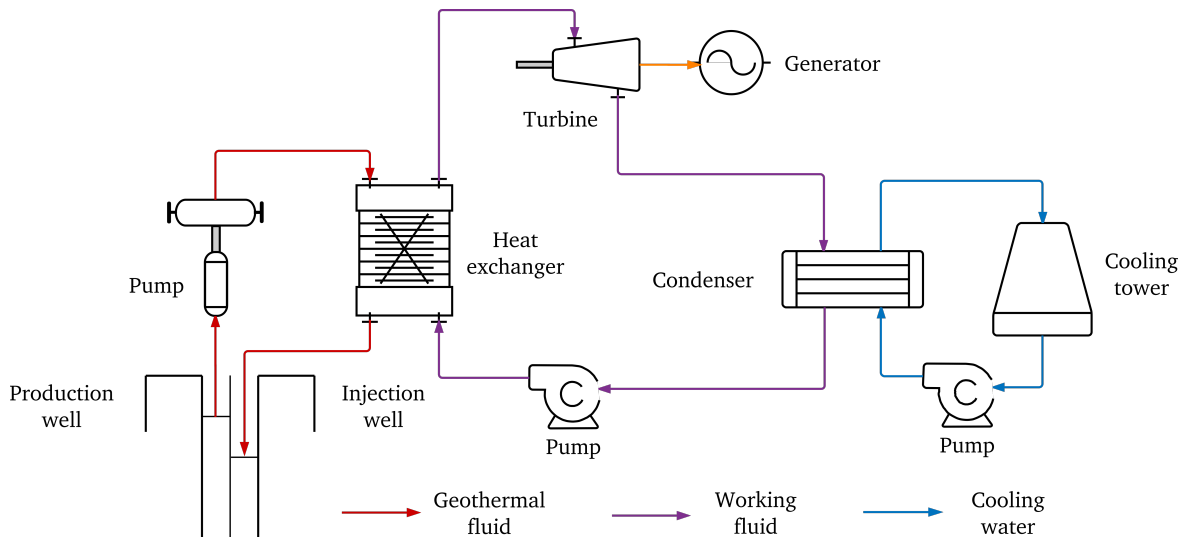 Generator
Turbine
Heat
exchanger
Pump
Condenser
Cooling
tower
Production
well
Injection
well
Pump
Pump
Geothermal
fluid
Working
fluid
Cooling
water